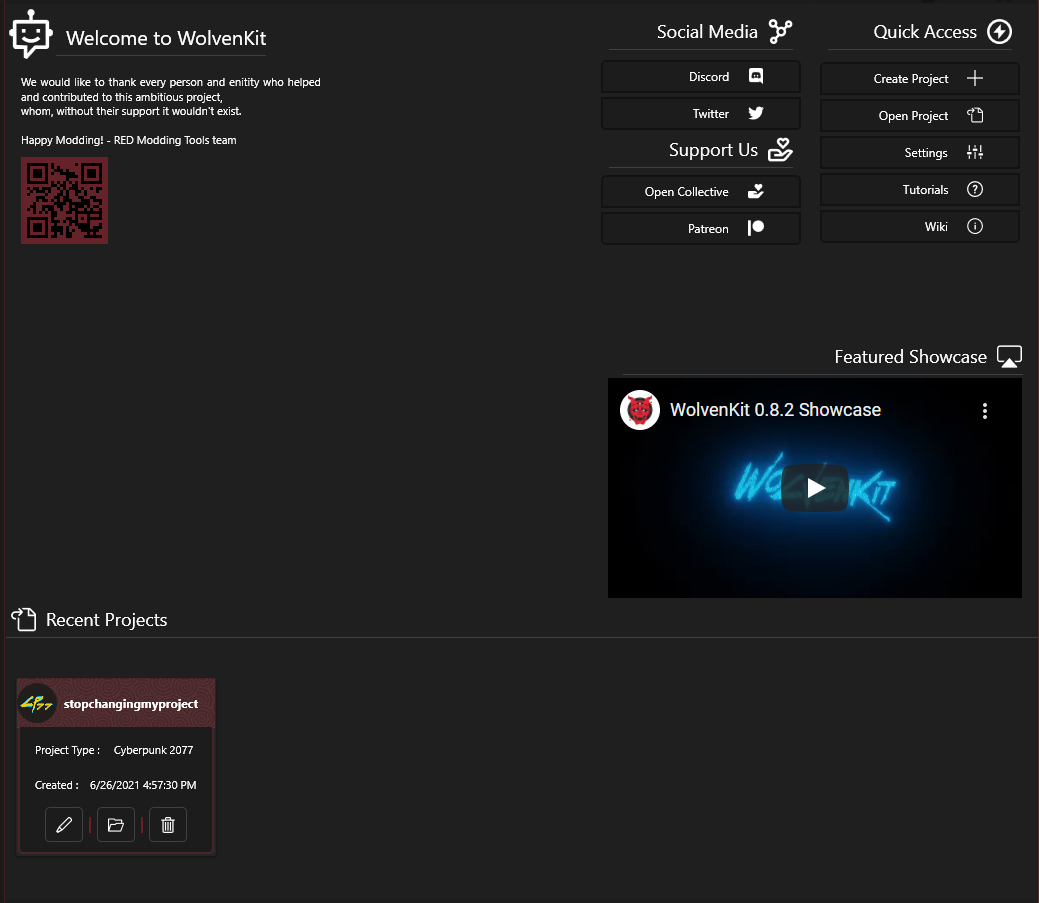 Welcome to WolvenKit
We would like to thank every person and enitity who helped
and contributed to this ambitious project,
whom, without their support it wouldn't exist.
Happy Modding! - RED Modding Tools team
Social Media
Discord
Twitter
Support Us
Open Collective
Patreon
Quick Access
Create Project
Open Project
Settings
Tutorials
Wiki
Featured Showcase
WolvenKit 0.8.2 Showcase
WOLVENKIT
Recent Projects
CP77 stopchangingmyproject
Project Type : Cyberpunk 2077
Created : 6/26/2021 4:57:30 PM